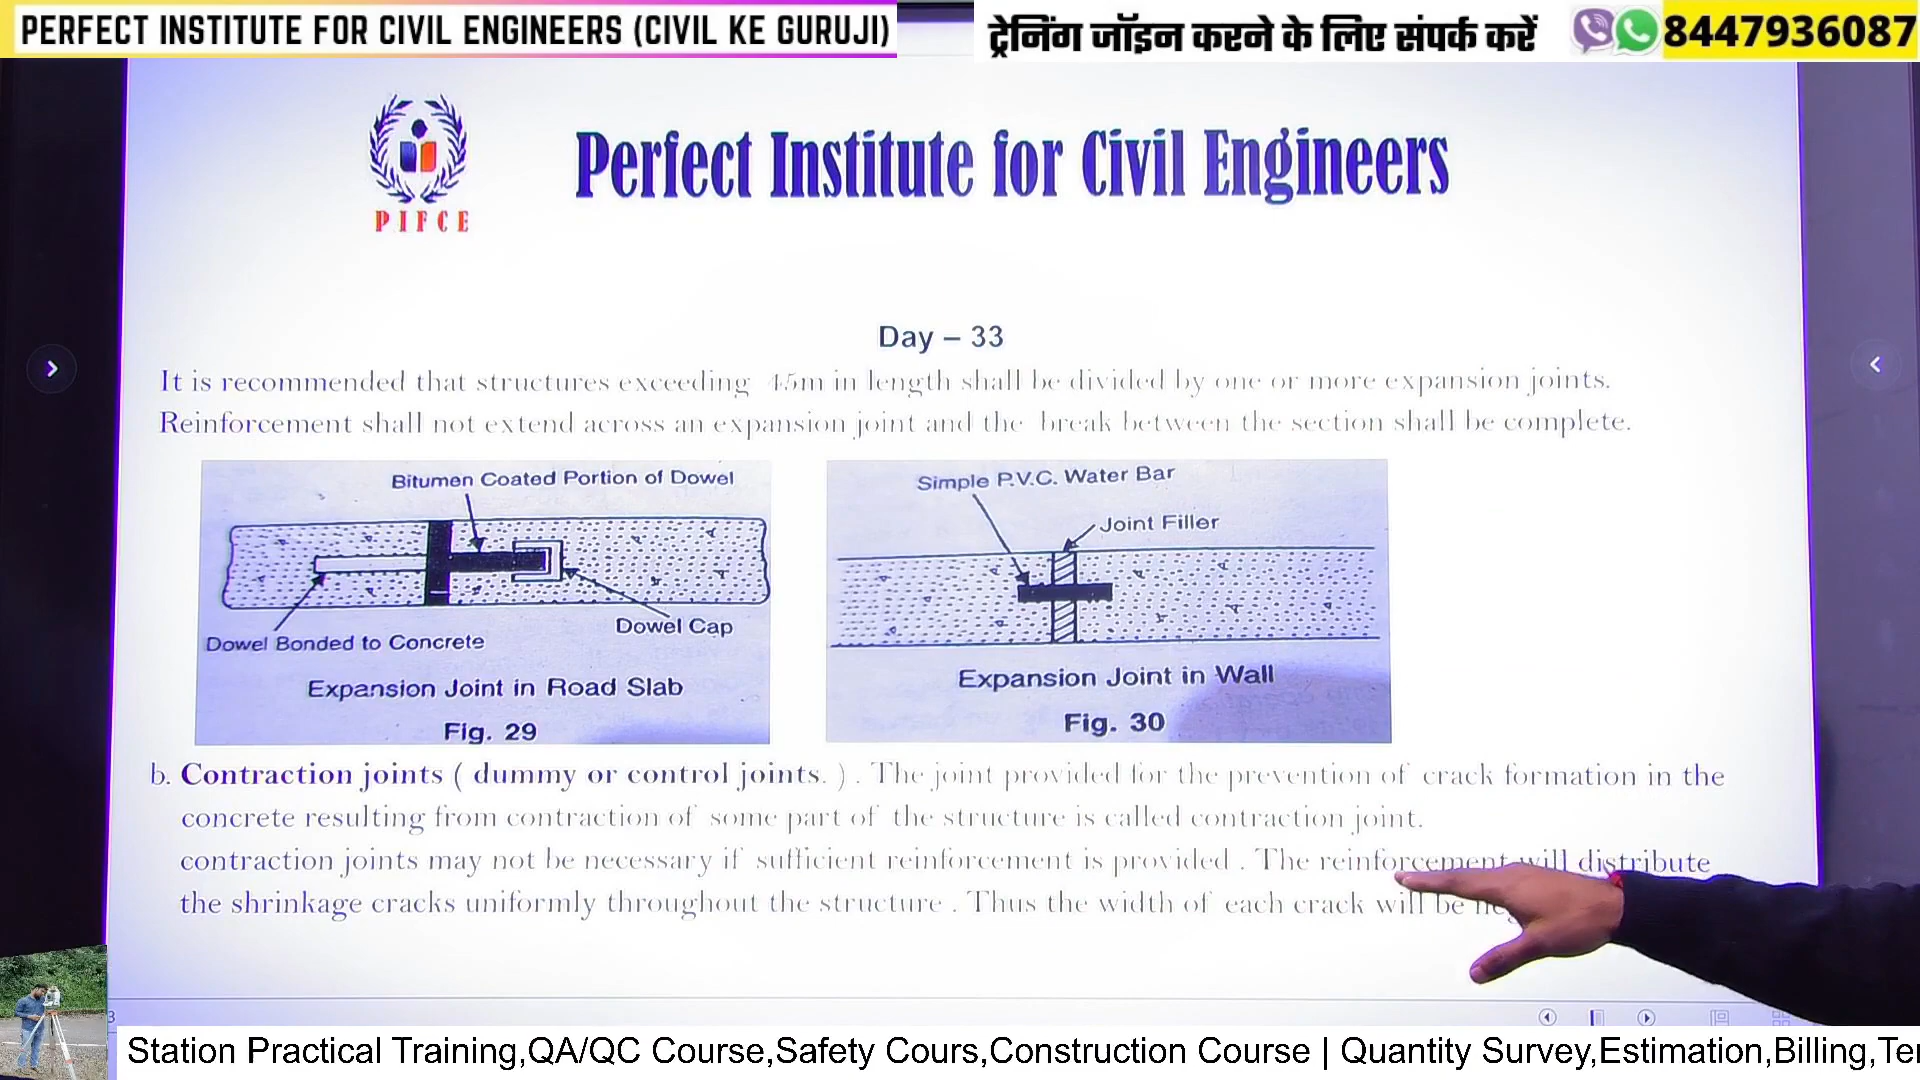 PERFECT INSTITUTE FOR CIVIL ENGINEERS (CIVIL KE GURUJI)
ट्रेनिंग जॉइन करने के लिए संपर्क करें
8447936087
PIFCE
Perfect Institute for Civil Engineers
Day – 33
It is recommended that structures exceeding 45m in length shall be divided by one or more expansion joints.
Reinforcement shall not extend across an expansion joint and the break between the section shall be complete.
Bitumen Coated Portion of Dowel
Dowel Cap
Dowel Bonded to Concrete
Expansion Joint in Road Slab
Fig. 29
Simple P.V.C. Water Bar
Joint Filler
Expansion Joint in Wall
Fig. 30
b. Contraction joints ( dummy or control joints. ) . The joint provided for the prevention of crack formation in the
concrete resulting from contraction of some part of the structure is called contraction joint.
contraction joints may not be necessary if sufficient reinforcement is provided . The reinforcement will distribute
the shrinkage cracks uniformly throughout the structure . Thus the width of each crack will be
3
Station Practical Training,QA/QC Course,Safety Cours,Construction Course | Quantity Survey,Estimation,Billing,